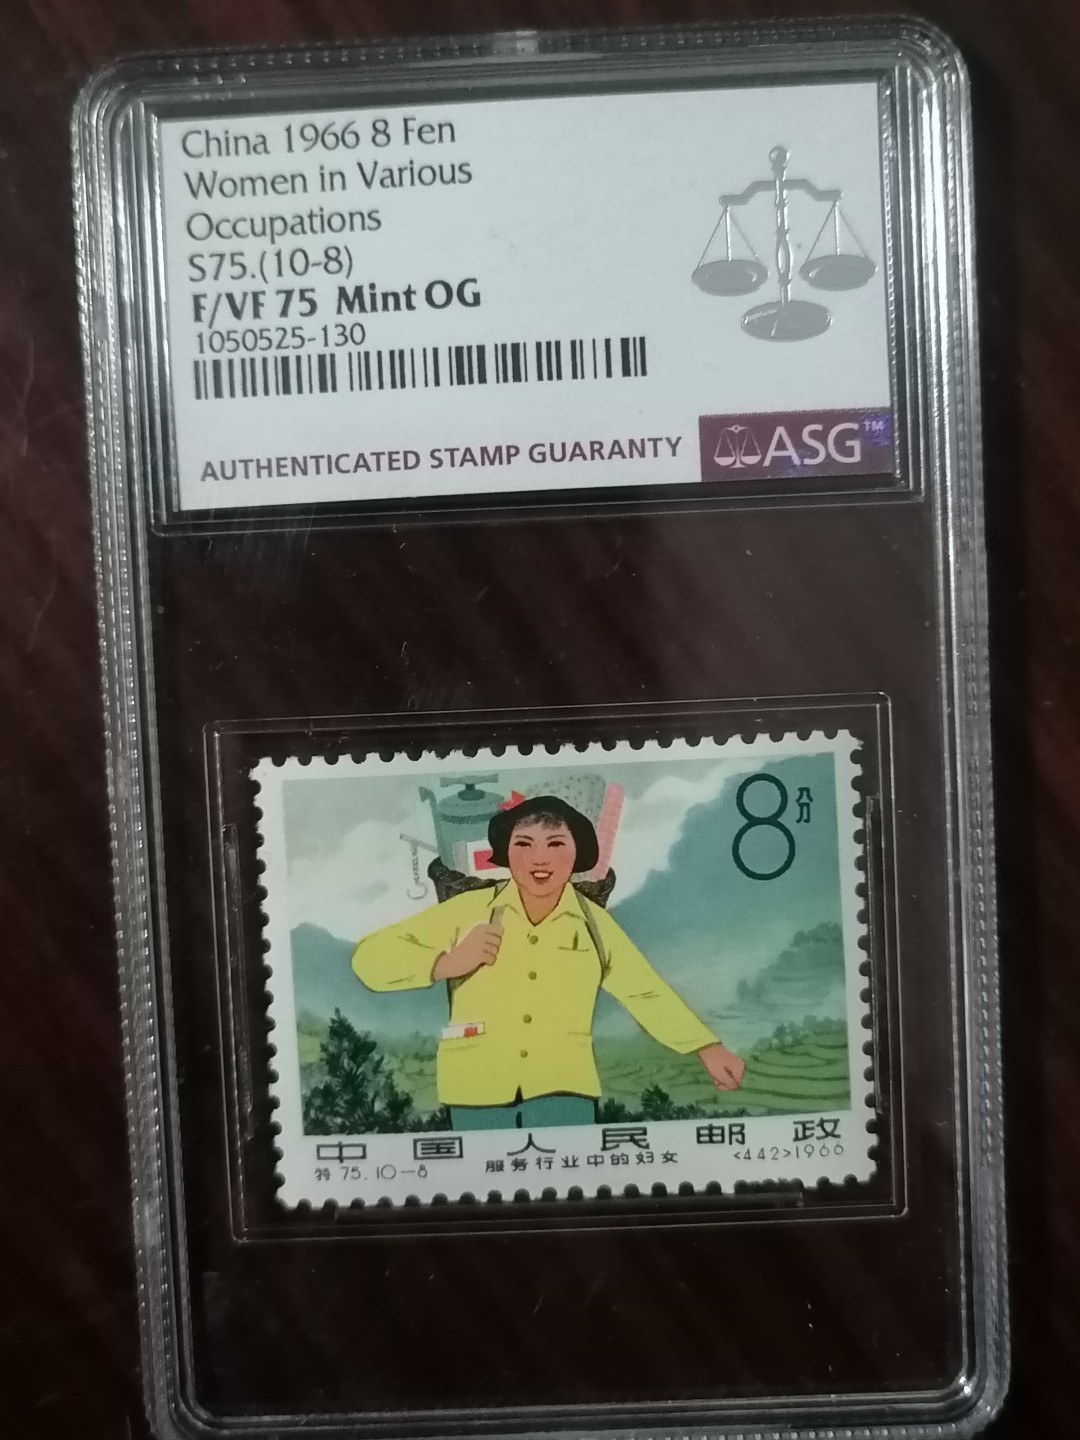 China 1966 8 Fen
Women in Various
Occupations
S75.(10-8)
F/VF 75 Mint OG
1050525-130
AUTHENTICATED STAMP GUARANTY
ASG™
8分
中国人民邮政
特 75.10-8 服务行业中的妇女 <442>1966